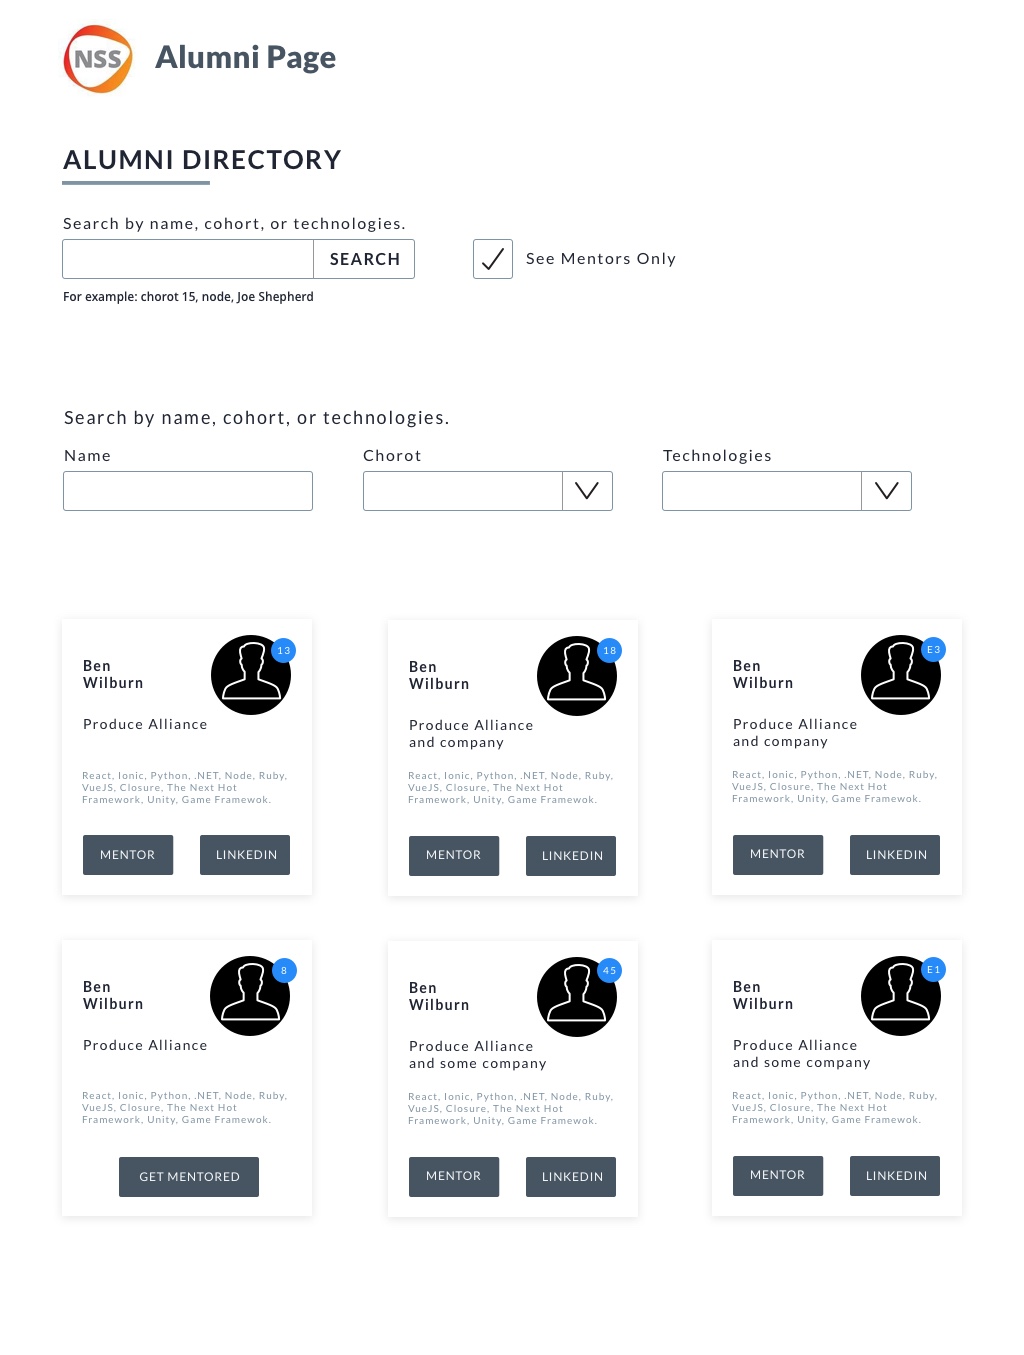 NSS
Alumni Page
ALUMNI DIRECTORY
Search by name, cohort, or technologies.
SEARCH
See Mentors Only
For example: chorot 15, node, Joe Shepherd
Search by name, cohort, or technologies.
Name
Chorot
Technologies
13
Ben
Wilburn
Produce Alliance
React, Ionic, Python, .NET, Node, Ruby,
VueJS, Closure, The Next Hot
Framework, Unity, Game Framewok.
MENTOR
LINKEDIN
18
Ben
Wilburn
Produce Alliance
and company
React, Ionic, Python, .NET, Node, Ruby,
VueJS, Closure, The Next Hot
Framework, Unity, Game Framewok.
MENTOR
LINKEDIN
E3
Ben
Wilburn
Produce Alliance
and company
React, Ionic, Python, .NET, Node, Ruby,
VueJS, Closure, The Next Hot
Framework, Unity, Game Framewok.
MENTOR
LINKEDIN
8
Ben
Wilburn
Produce Alliance
React, Ionic, Python, .NET, Node, Ruby,
VueJS, Closure, The Next Hot
Framework, Unity, Game Framewok.
GET MENTORED
45
Ben
Wilburn
Produce Alliance
and some company
React, Ionic, Python, .NET, Node, Ruby,
VueJS, Closure, The Next Hot
Framework, Unity, Game Framewok.
MENTOR
LINKEDIN
E1
Ben
Wilburn
Produce Alliance
and some company
React, Ionic, Python, .NET, Node, Ruby,
VueJS, Closure, The Next Hot
Framework, Unity, Game Framewok.
MENTOR
LINKEDIN